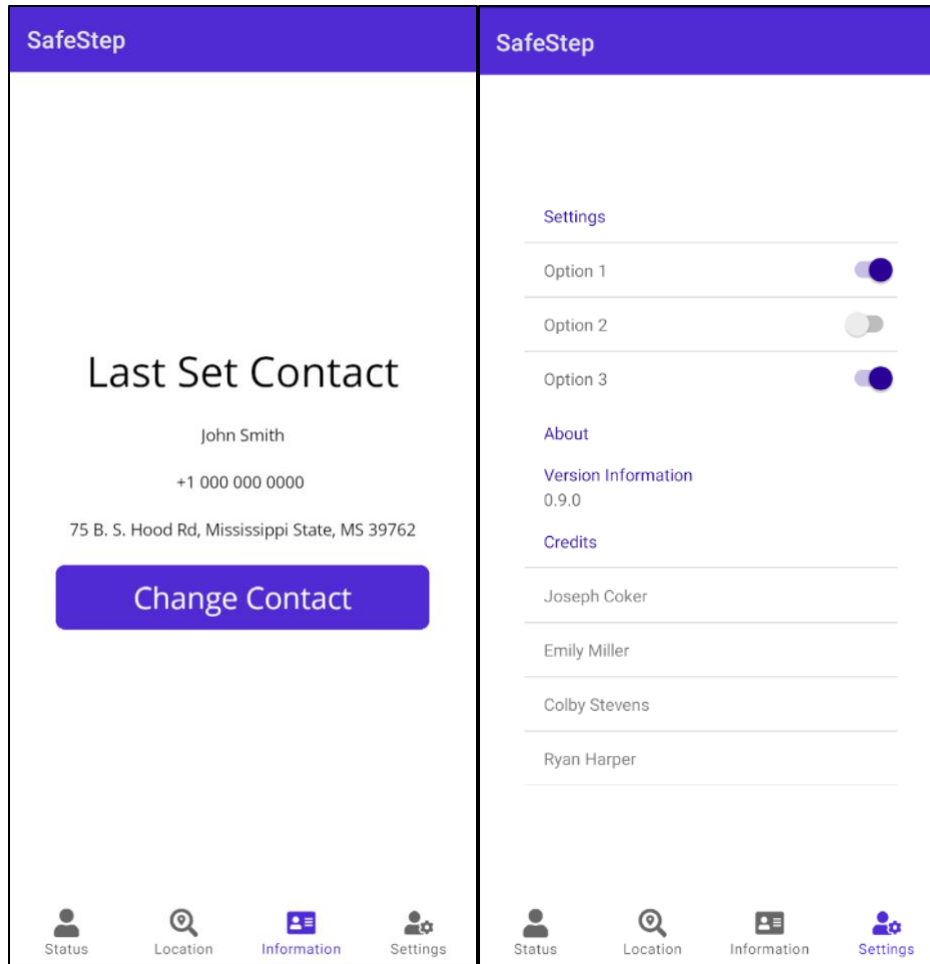 SafeStep
Last Set Contact
John Smith
+1 000 000 0000
75 B. S. Hood Rd, Mississippi State, MS 39762
Change Contact
Status Location Information Settings
SafeStep
Settings
Option 1
Option 2
Option 3
About
Version Information
0.9.0
Credits
Joseph Coker
Emily Miller
Colby Stevens
Ryan Harper
Status Location Information Settings